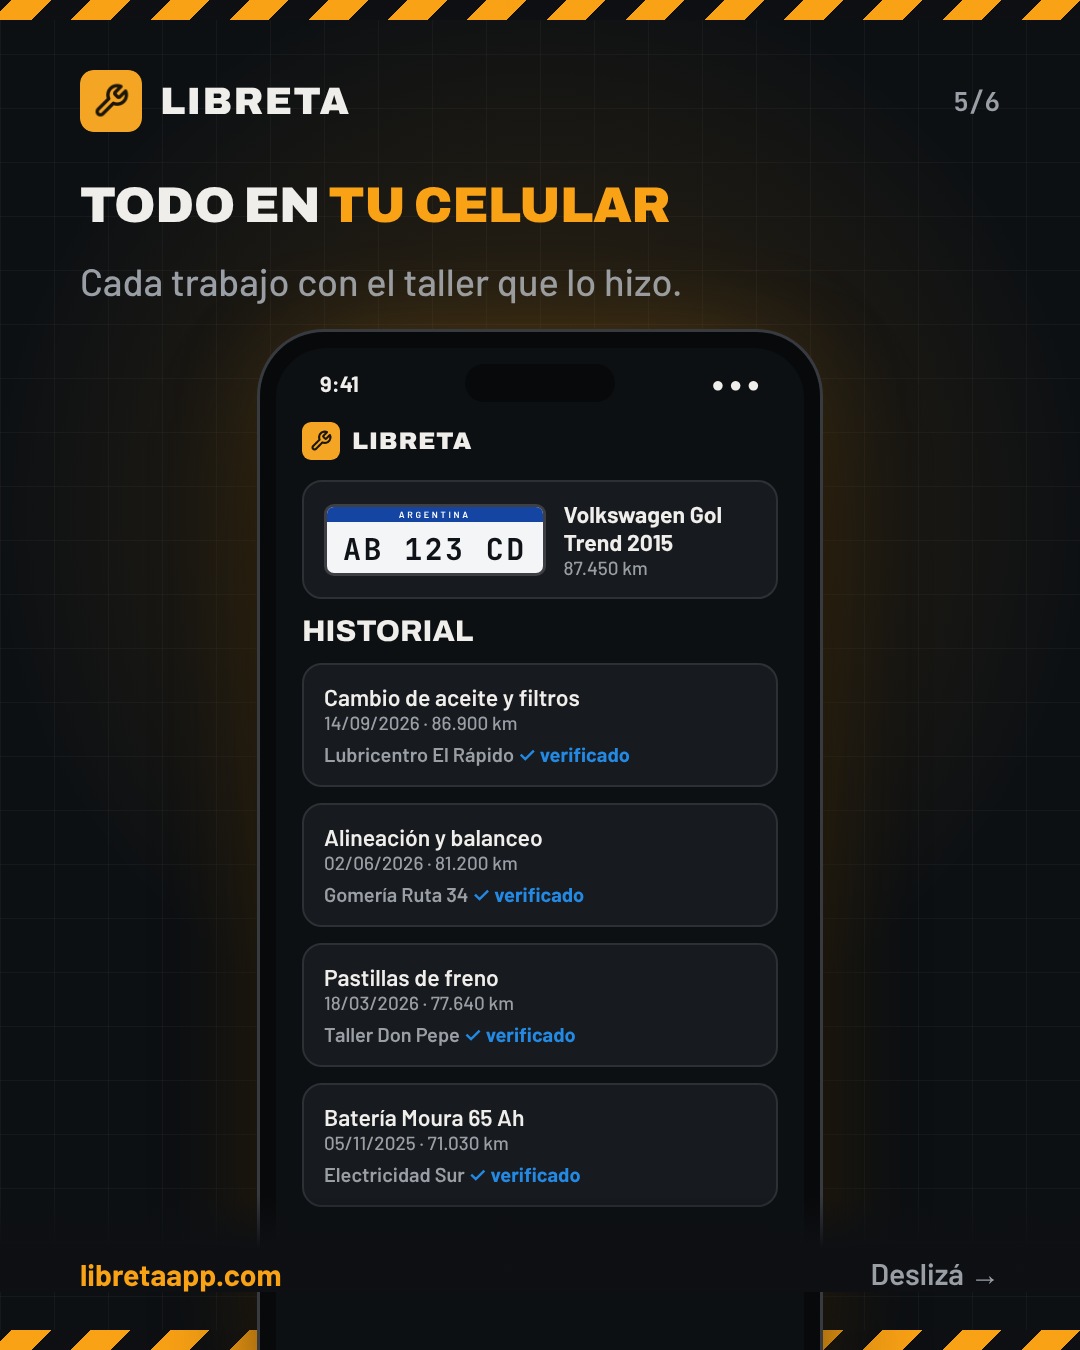 LIBRETA
5/6
TODO EN TU CELULAR
Cada trabajo con el taller que lo hizo.
9:41
LIBRETA
ARGENTINA
AB 123 CD
Volkswagen Gol
Trend 2015
87.450 km
HISTORIAL
Cambio de aceite y filtros
14/09/2026 · 86.900 km
Lubricentro El Rápido ✓ verificado
Alineación y balanceo
02/06/2026 · 81.200 km
Gomería Ruta 34 ✓ verificado
Pastillas de freno
18/03/2026 · 77.640 km
Taller Don Pepe ✓ verificado
Batería Moura 65 Ah
05/11/2025 · 71.030 km
Electricidad Sur ✓ verificado
libretaapp.com
Deslizá →